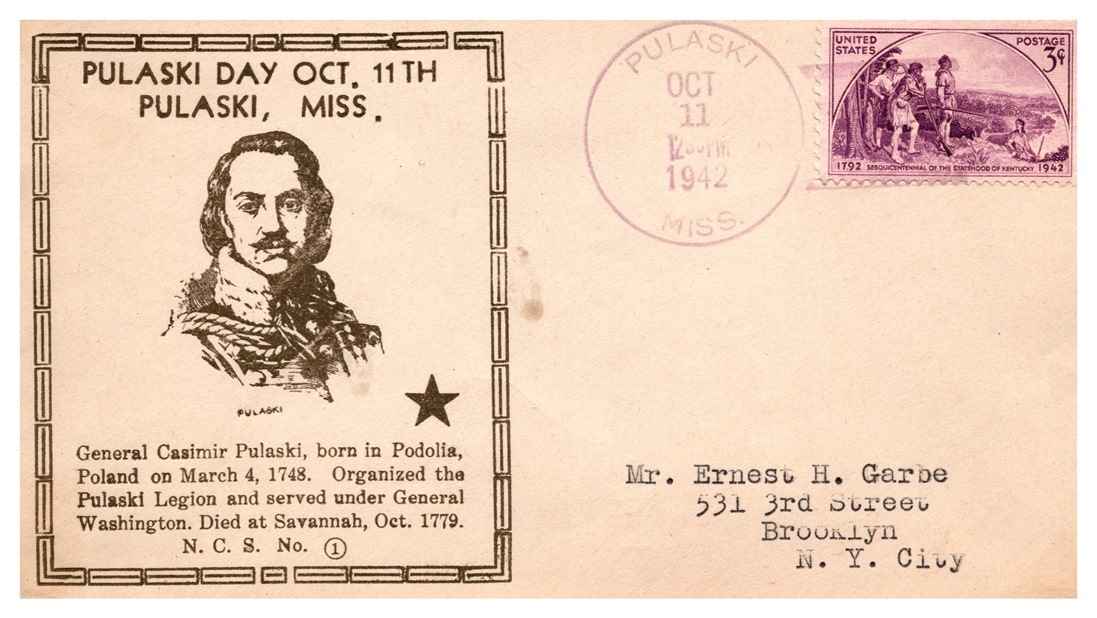 PULASKI DAY OCT. 11TH
PULASKI, MISS.
PULASKI
General Casimir Pulaski, born in Podolia,
Poland on March 4, 1748. Organized the
Pulaski Legion and served under General
Washington. Died at Savannah, Oct. 1779.
N. C. S. No. 1
PULASKI
OCT
11
1942
MISS.
UNITED STATES POSTAGE
3¢
1792 SESQUICENTENNIAL OF THE STATEHOOD OF KENTUCKY 1942
Mr. Ernest H. Garbe
531 3rd Street
Brooklyn
N. Y. City